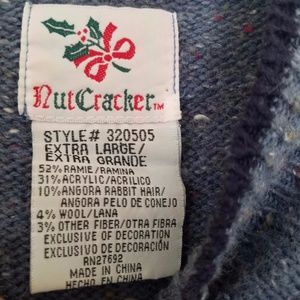 NutCracker™
STYLE# 320505
EXTRA LARGE/
EXTRA GRANDE
52% RAMIE/RAMINA
31% ACRYLIC/ACRILICO
10% ANGORA RABBIT HAIR/
ANGORA PELO DE CONEJO
4% WOOL/LANA
3% OTHER FIBER/OTRA FIBRA
EXCLUSIVE OF DECORATION
EXCLUSIVO DE DECORACION
RN27692
MADE IN CHINA
HECHO EN CHINA